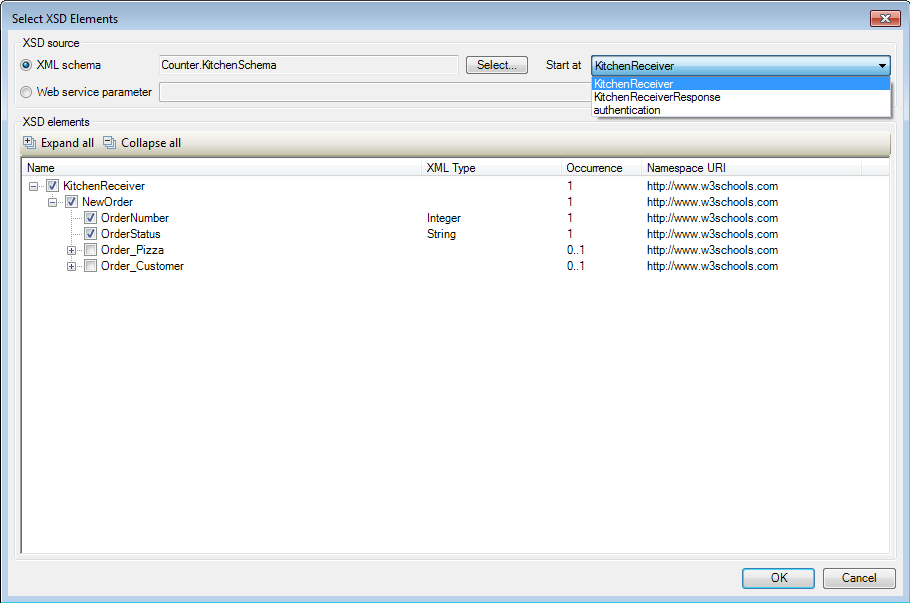 Select XSD Elements
XSD source
XML schema Counter.KitchenSchema Select... Start at KitchenReceiver
KitchenReceiver
Web service parameter KitchenReceiverResponse
authentication
XSD elements
Expand all Collapse all
Name XML Type Occurrence Namespace URI
KitchenReceiver 1 http://www.w3schools.com
NewOrder 1 http://www.w3schools.com
OrderNumber Integer 1 http://www.w3schools.com
OrderStatus String 1 http://www.w3schools.com
Order_Pizza 0..1 http://www.w3schools.com
Order_Customer 0..1 http://www.w3schools.com
OK Cancel